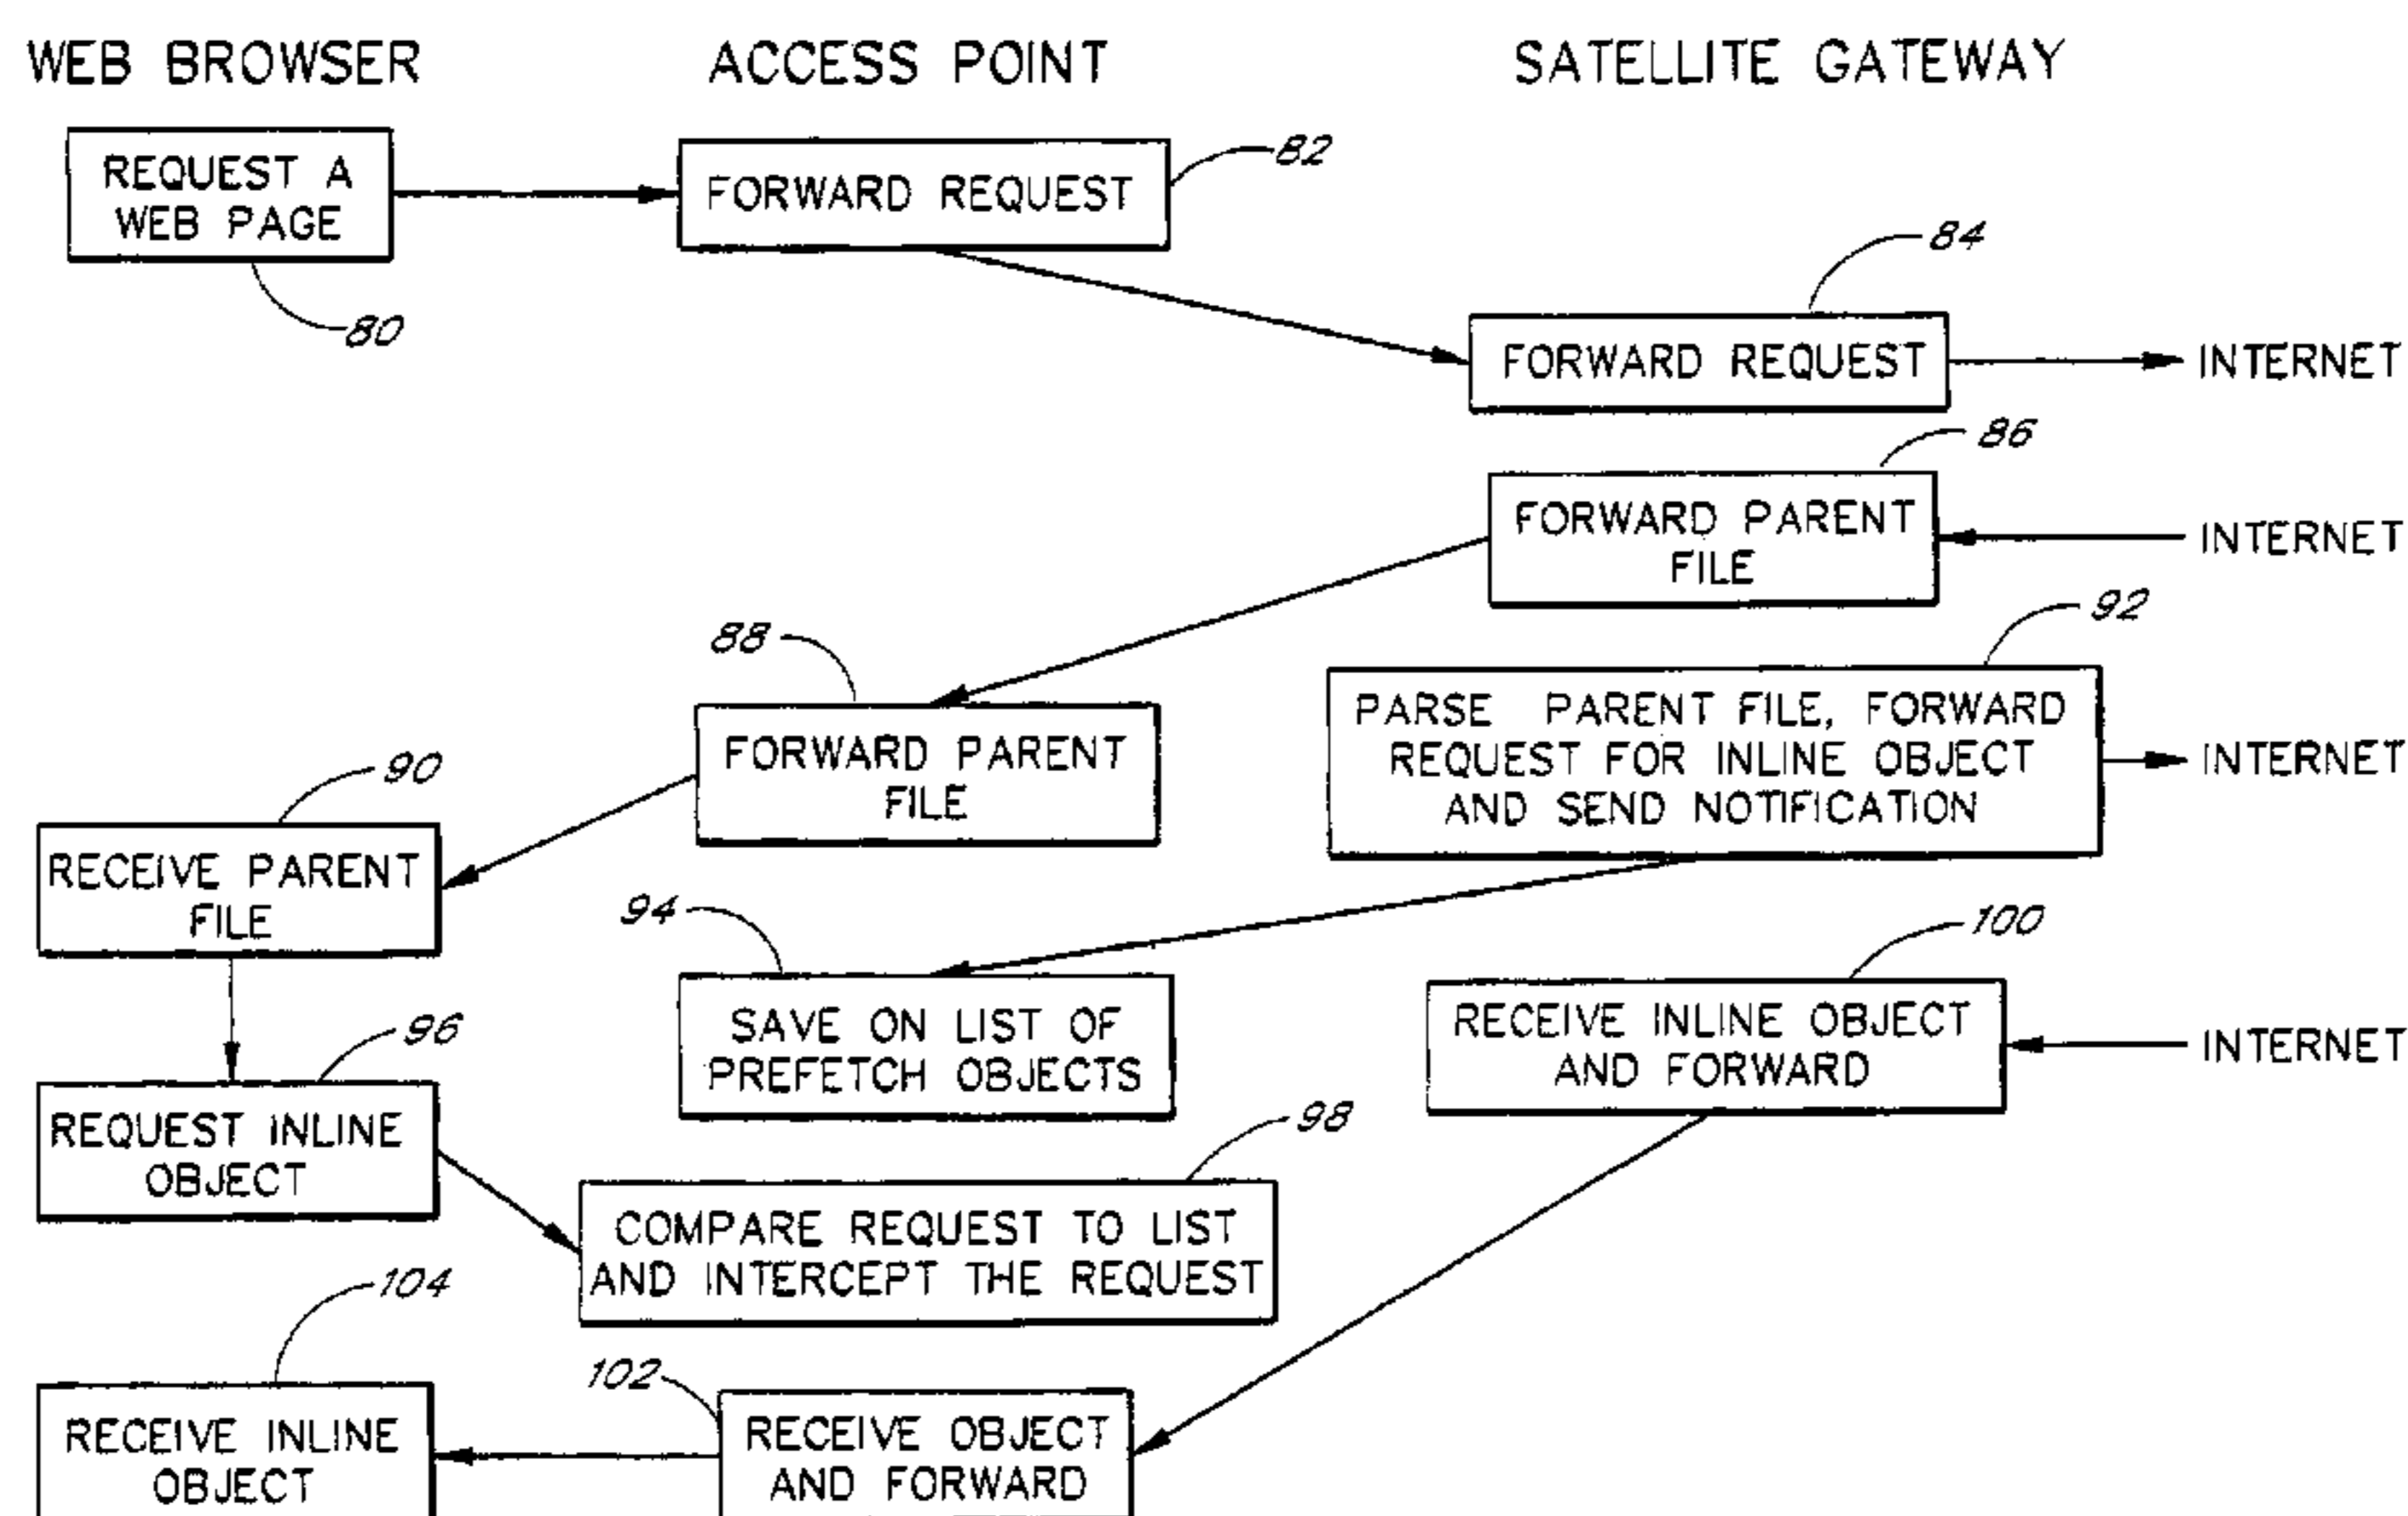 WEB BROWSER
ACCESS POINT
SATELLITE GATEWAY
REQUEST A
WEB PAGE
80
FORWARD REQUEST
82
84
FORWARD REQUEST
INTERNET
86
FORWARD PARENT
FILE
INTERNET
88
FORWARD PARENT
FILE
92
PARSE PARENT FILE, FORWARD
REQUEST FOR INLINE OBJECT
AND SEND NOTIFICATION
INTERNET
90
RECEIVE PARENT
FILE
94
SAVE ON LIST OF
PREFETCH OBJECTS
100
RECEIVE INLINE OBJECT
AND FORWARD
INTERNET
96
REQUEST INLINE
OBJECT
98
COMPARE REQUEST TO LIST
AND INTERCEPT THE REQUEST
104
RECEIVE INLINE
OBJECT
102
RECEIVE OBJECT
AND FORWARD